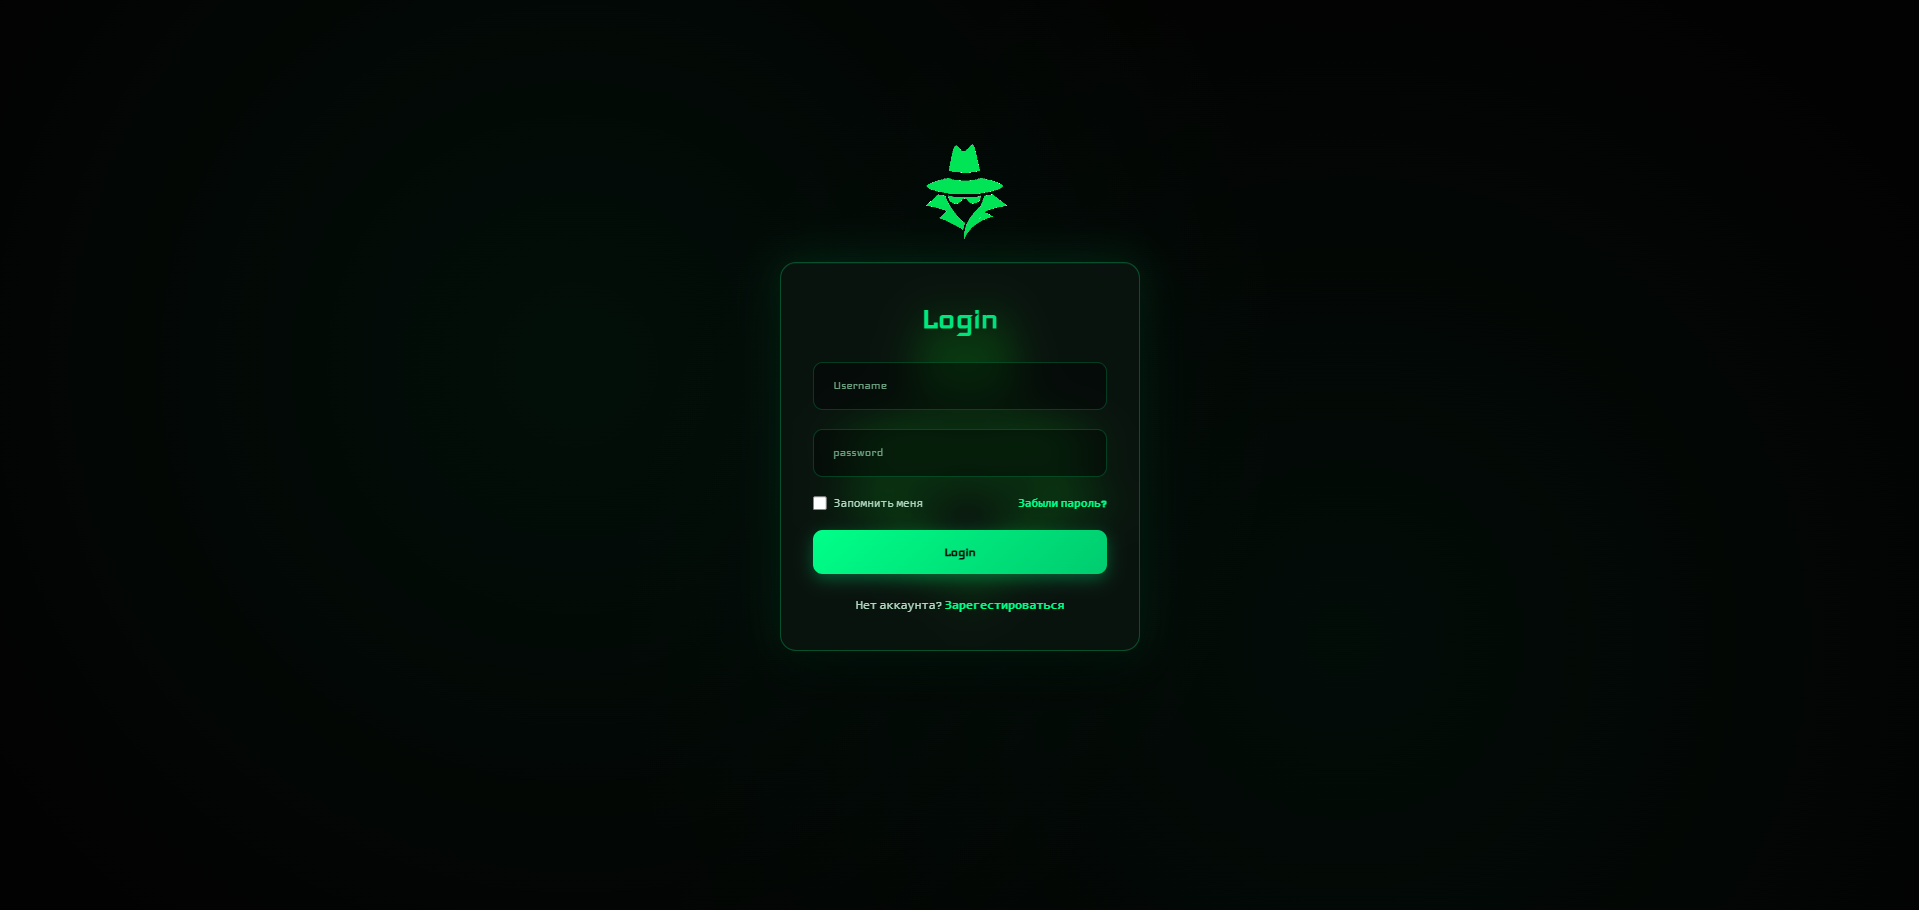 Login
Username
password
Запомнить меня
Забыли пароль?
Login
Нет аккаунта? Зарегестироваться